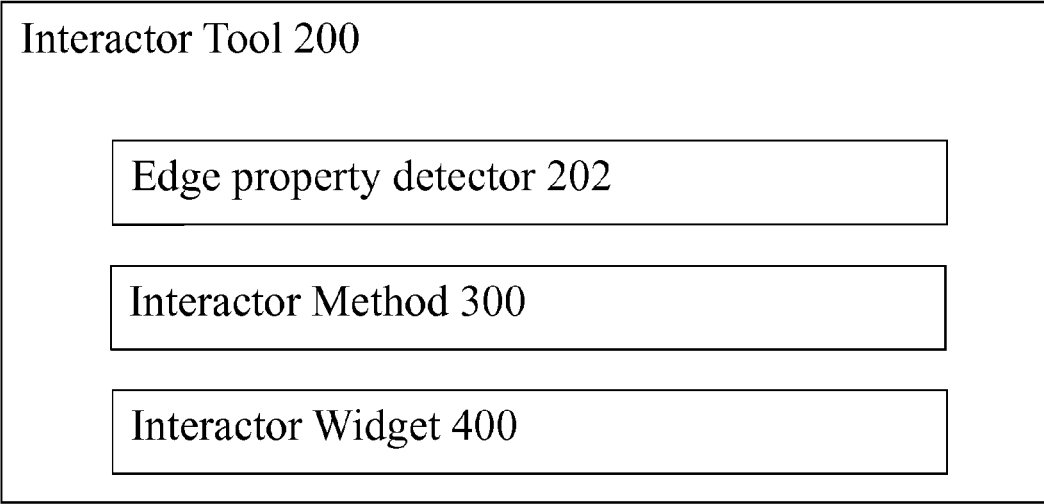 Interactor Tool 200
Edge property detector 202
Interactor Method 300
Interactor Widget 400